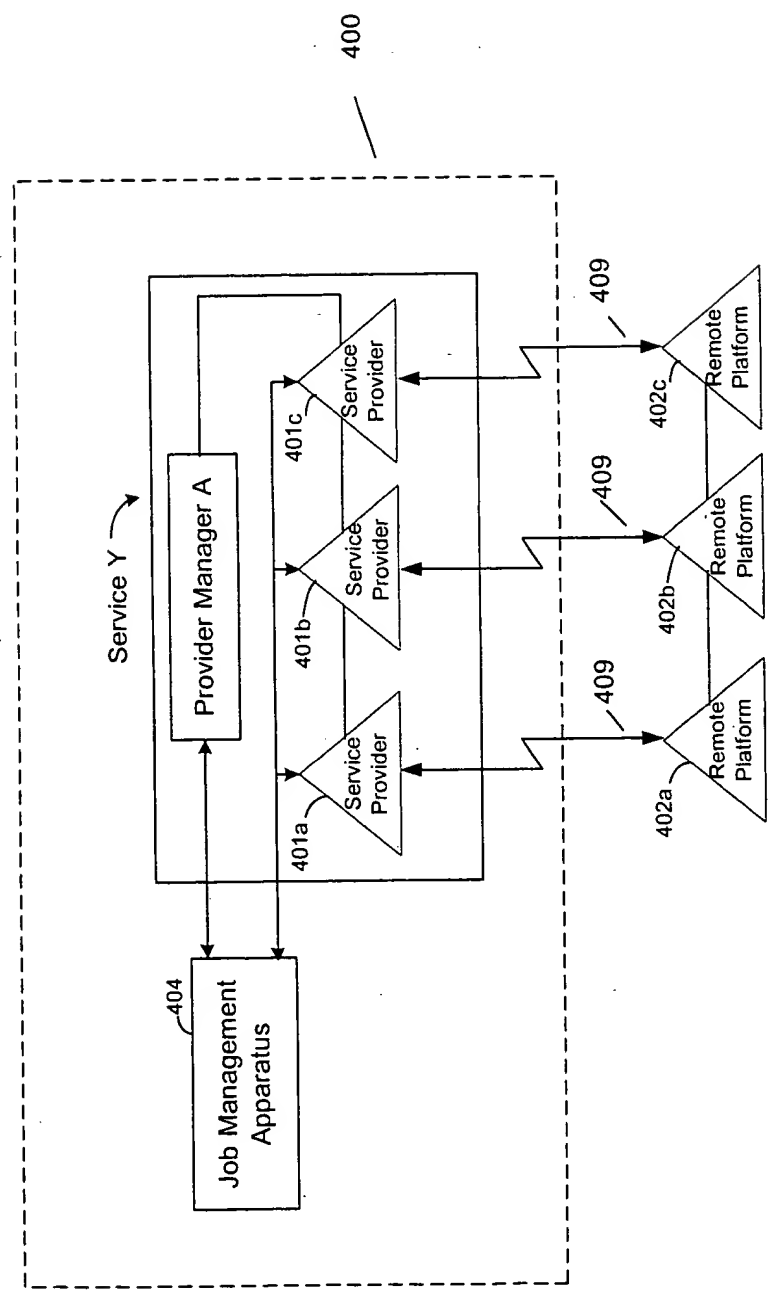 400
Service Y
Provider Manager A
404
Job Management
Apparatus
401a
Service
Provider
401b
Service
Provider
401c
Service
Provider
409
409
409
402a
Remote
Platform
402b
Remote
Platform
402c
Remote
Platform